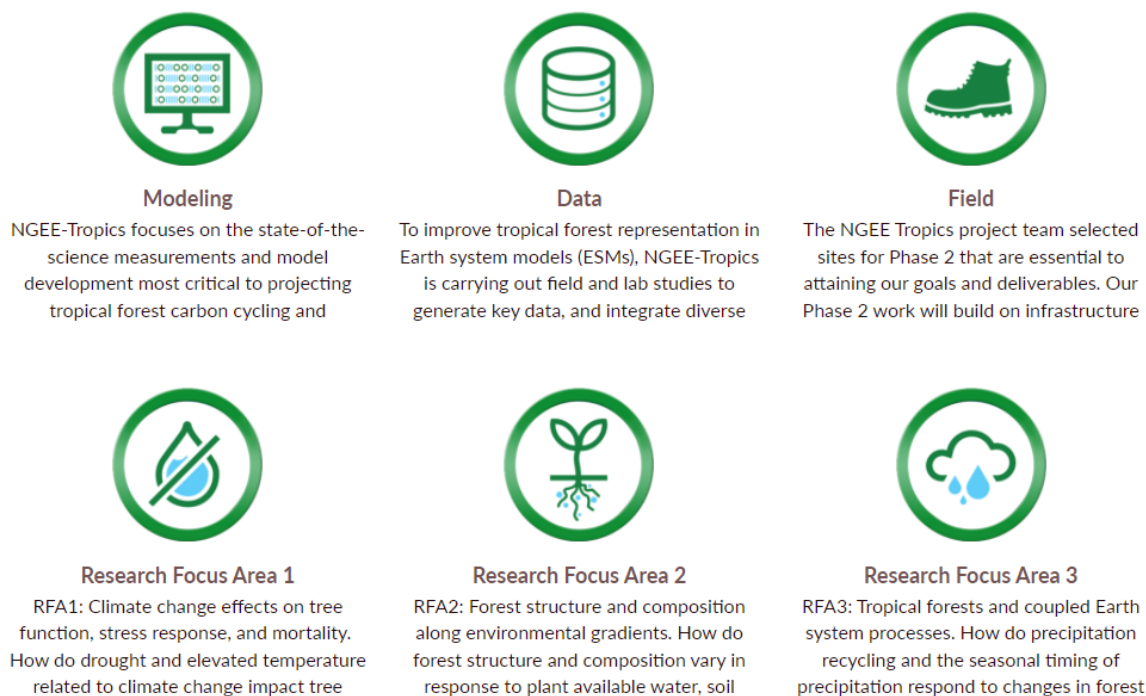 Modeling
NGEE-Tropics focuses on the state-of-the-
science measurements and model
development most critical to projecting
tropical forest carbon cycling and
Data
To improve tropical forest representation in
Earth system models (ESMs), NGEE-Tropics
is carrying out field and lab studies to
generate key data, and integrate diverse
Field
The NGEE Tropics project team selected
sites for Phase 2 that are essential to
attaining our goals and deliverables. Our
Phase 2 work will build on infrastructure
Research Focus Area 1
RFA1: Climate change effects on tree
function, stress response, and mortality.
How do drought and elevated temperature
related to climate change impact tree
Research Focus Area 2
RFA2: Forest structure and composition
along environmental gradients. How do
forest structure and composition vary in
response to plant available water, soil
Research Focus Area 3
RFA3: Tropical forests and coupled Earth
system processes. How do precipitation
recycling and the seasonal timing of
precipitation respond to changes in forest